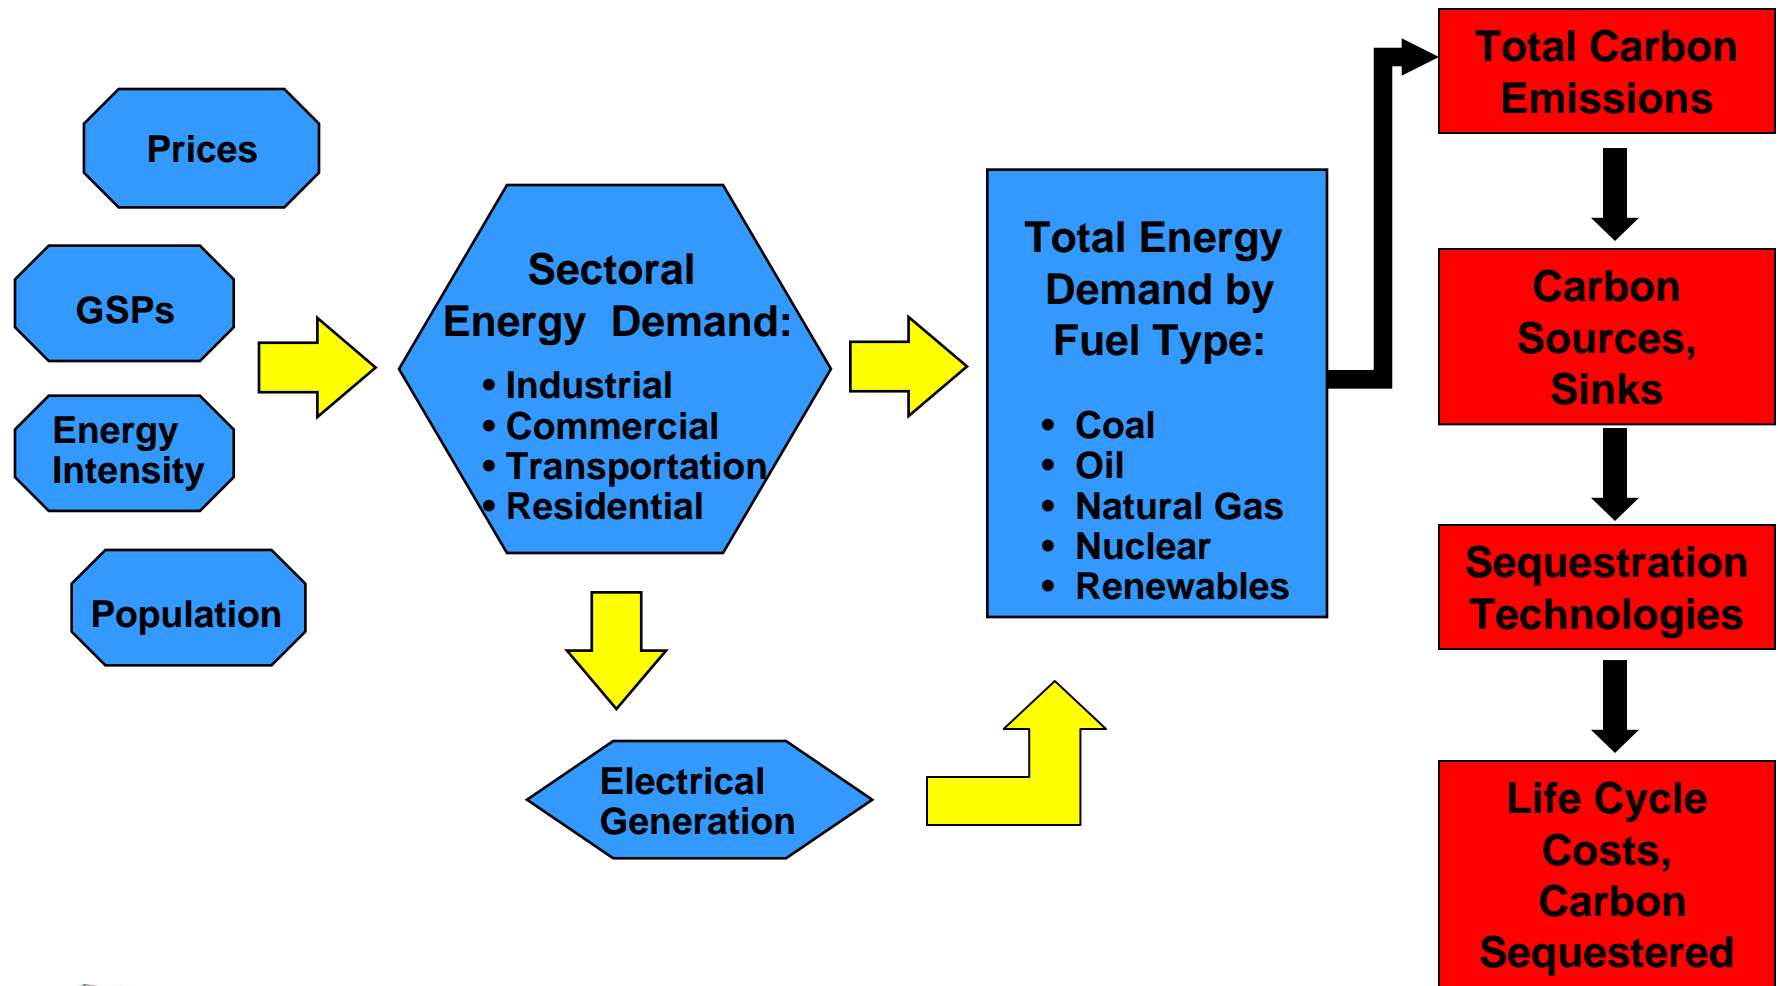 Prices
GSPs
Energy
Intensity
Population
Sectoral
Energy Demand:
• Industrial
• Commercial
• Transportation
• Residential
Electrical
Generation
Total Energy
Demand by
Fuel Type:
• Coal
• Oil
• Natural Gas
• Nuclear
• Renewables
Total Carbon
Emissions
Carbon
Sources,
Sinks
Sequestration
Technologies
Life Cycle
Costs,
Carbon
Sequestered